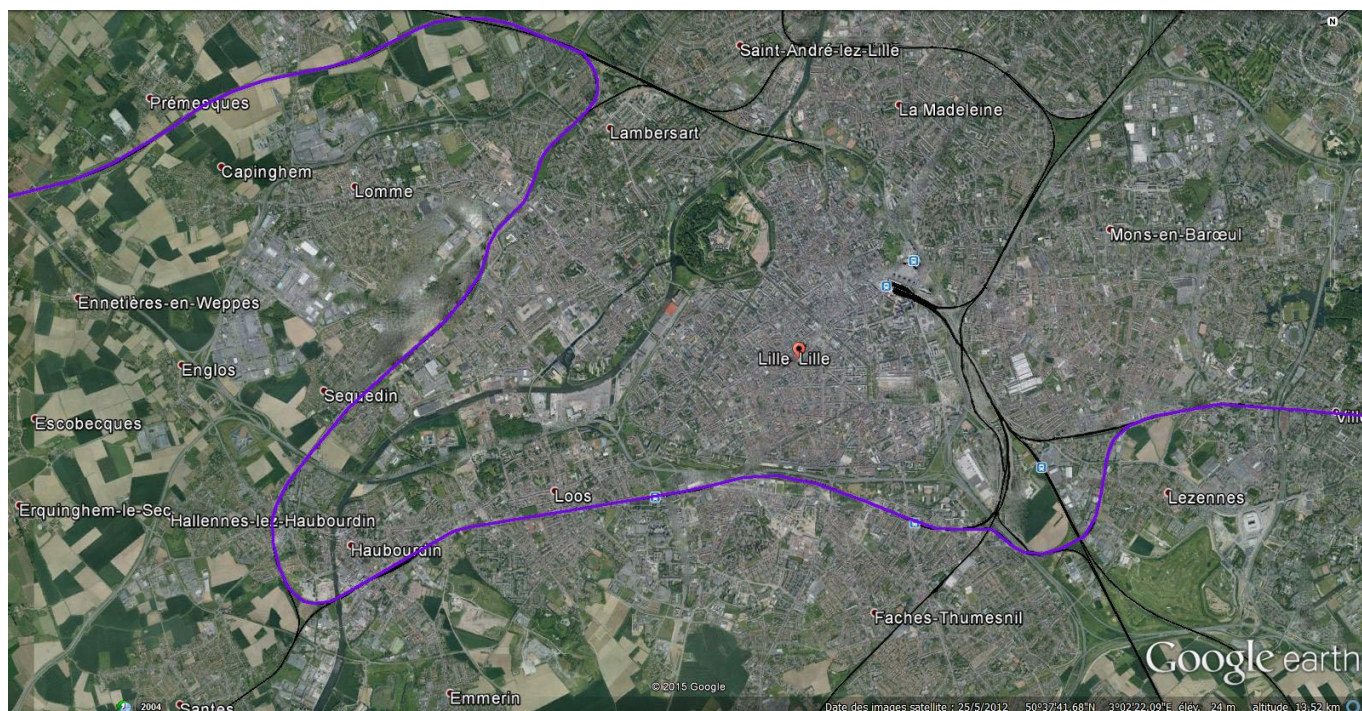 N
Saint-André-lez-Lille
Prémesques
La Madeleine
Lambersart
Capinghem
Lomme
Mons-en-Barœul
Ennetières-en-Weppes
Lille Lille
Englos
Sequedin
Escobecques
Ville
Loos
Lezennes
Erquinghem-le-Sec
Hallennes-lez-Haubourdin
Haubourdin
Faches-Thumesnil
Google earth
© 2015 Google
Emmerin
2004
Santes
Date des images satellite : 25/5/2012 50°37'41.68"N 3°02'22.09"E élév. 24 m altitude 13.52 km